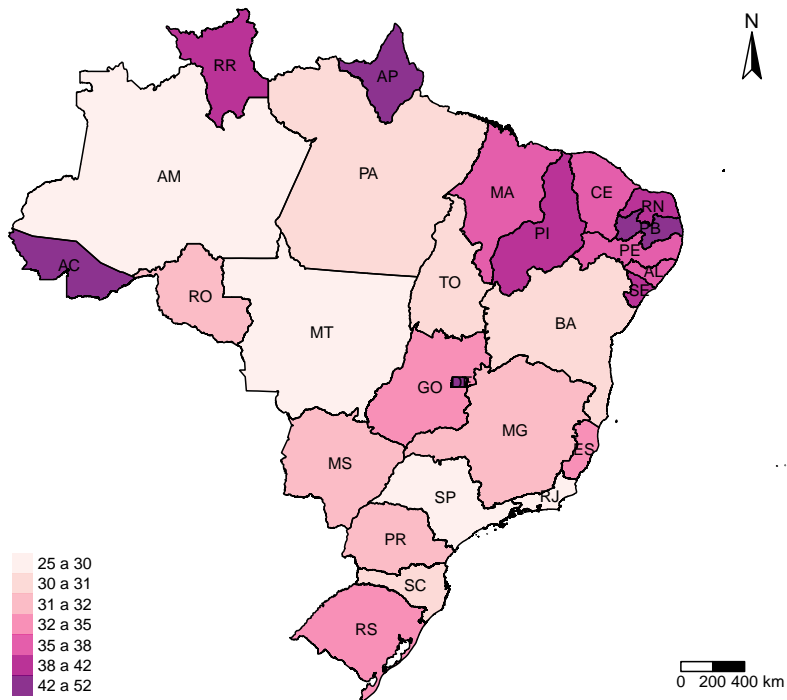 N
RR
AP
AM
PA
MA
CE
RN
PI
PB
PE
AC
AL
TO
SE
RO
BA
MT
GO
DF
MG
ES
MS
SP
RJ
PR
SC
RS
25 a 30
30 a 31
31 a 32
32 a 35
35 a 38
38 a 42
42 a 52
0 200 400 km